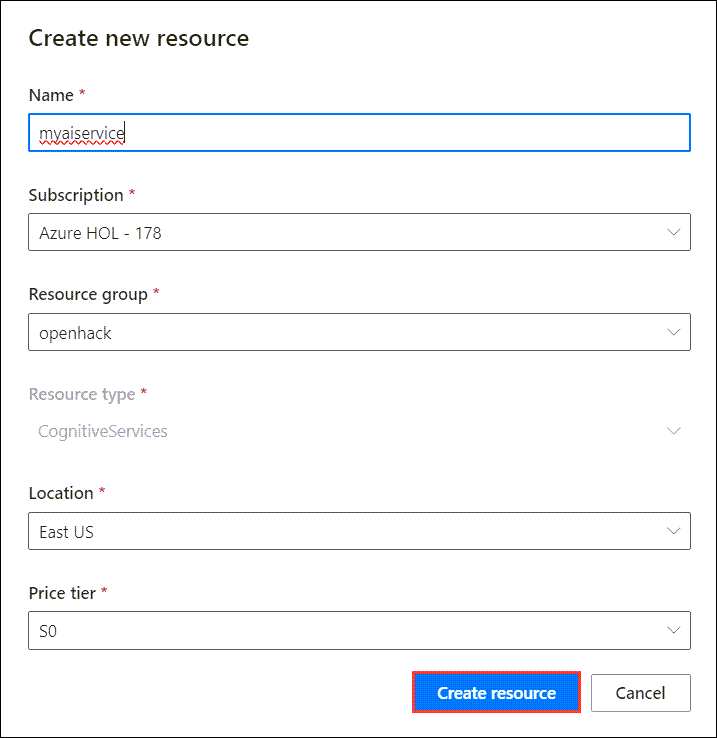 Create new resource
Name *
myaiservice
Subscription *
Azure HOL - 178
Resource group *
openhack
Resource type *
CognitiveServices
Location *
East US
Price tier *
S0
Create resource Cancel